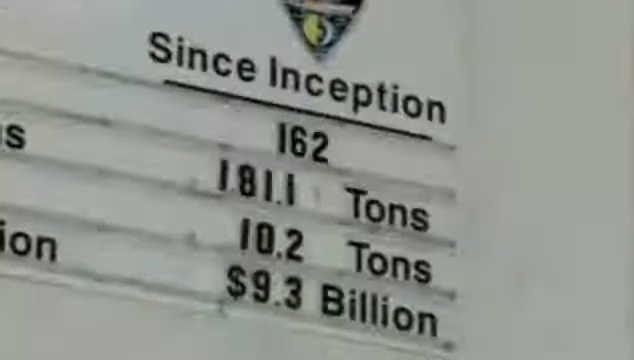 Since Inception
s 162
181.1 Tons
ion 10.2 Tons
$9.3 Billion